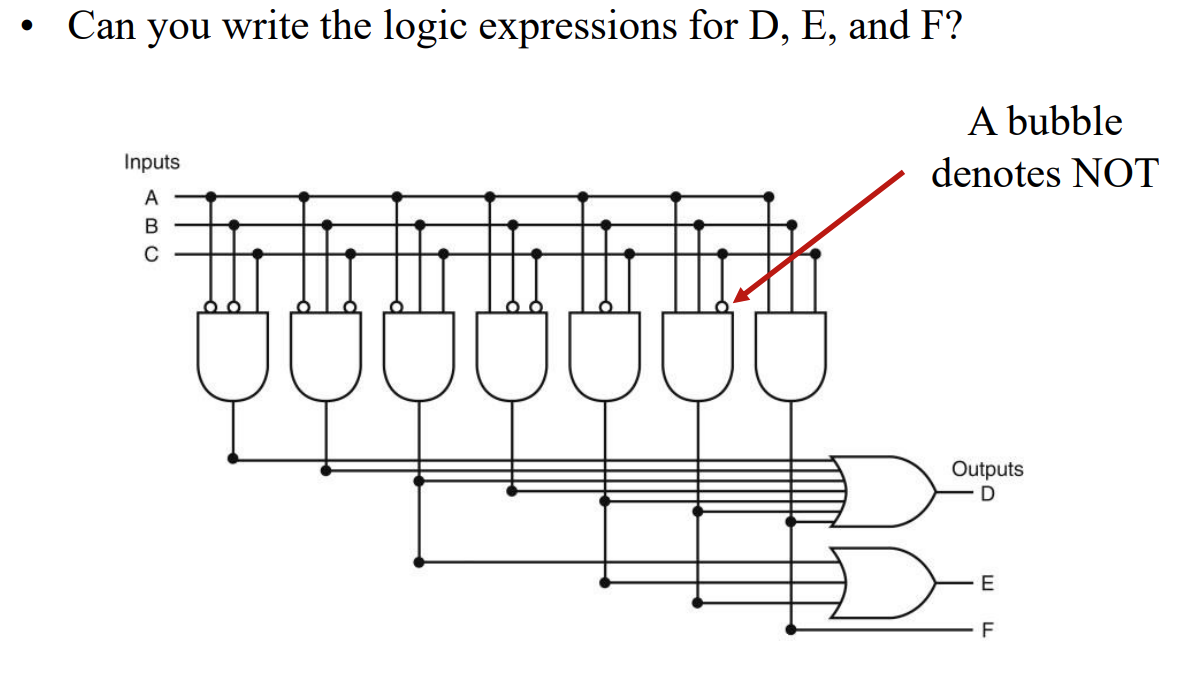 • Can you write the logic expressions for D, E, and F?
A bubble
denotes NOT
Inputs
A
B
C
Outputs
D
E
F